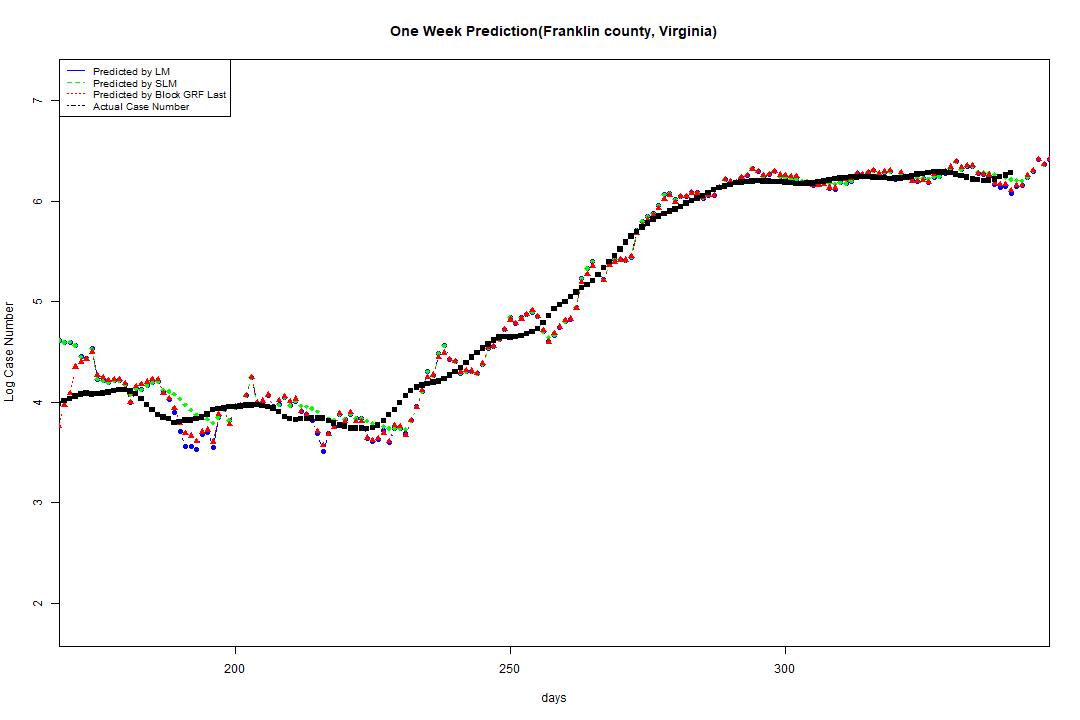 One Week Prediction(Franklin county, Virginia)
Predicted by LM
Predicted by SLM
Predicted by Block GRF Last
Actual Case Number
7
6
5
4
3
2
Log Case Number
200
250
300
days